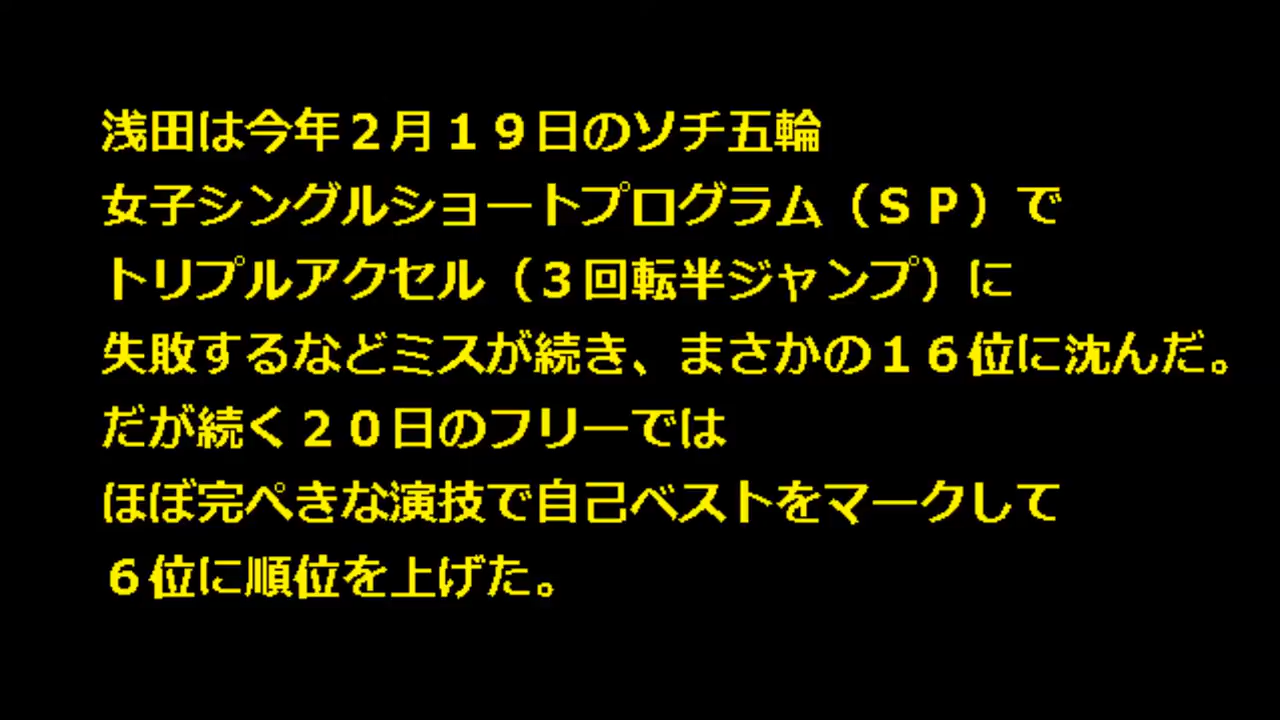 浅田は今年２月１９日のソチ五輪
女子シングルショートプログラム（ＳＰ）で
トリプルアクセル（３回転半ジャンプ）に
失敗するなどミスが続き、まさかの１６位に沈んだ。
だが続く２０日のフリーでは
ほぼ完ぺきな演技で自己ベストをマークして
６位に順位を上げた。